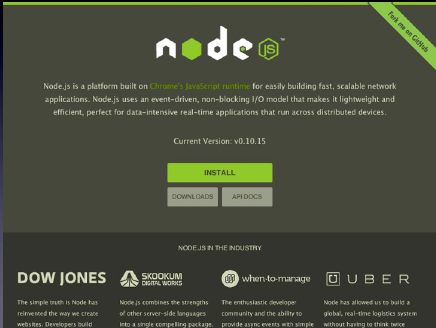 Fork me on GitHub
node JS ™
Node.js is a platform built on Chrome's JavaScript runtime for easily building fast, scalable network
applications. Node.js uses an event-driven, non-blocking I/O model that makes it lightweight and
efficient, perfect for data-intensive real-time applications that run across distributed devices.
Current Version: v0.10.15
INSTALL
DOWNLOADS API DOCS
NODE.JS IN THE INDUSTRY
DOW JONES SKOOKUM DIGITAL WORKS when-to-manage UBER
The simple truth is Node has
reinvented the way we create
websites. Developers build
Node.js combines the strengths
of other server-side languages
into a single compelling package.
The enthusiastic developer
community and the ability to
provide async events with simple
Node has allowed us to build a
global, real-time logistics system
without having to think twice